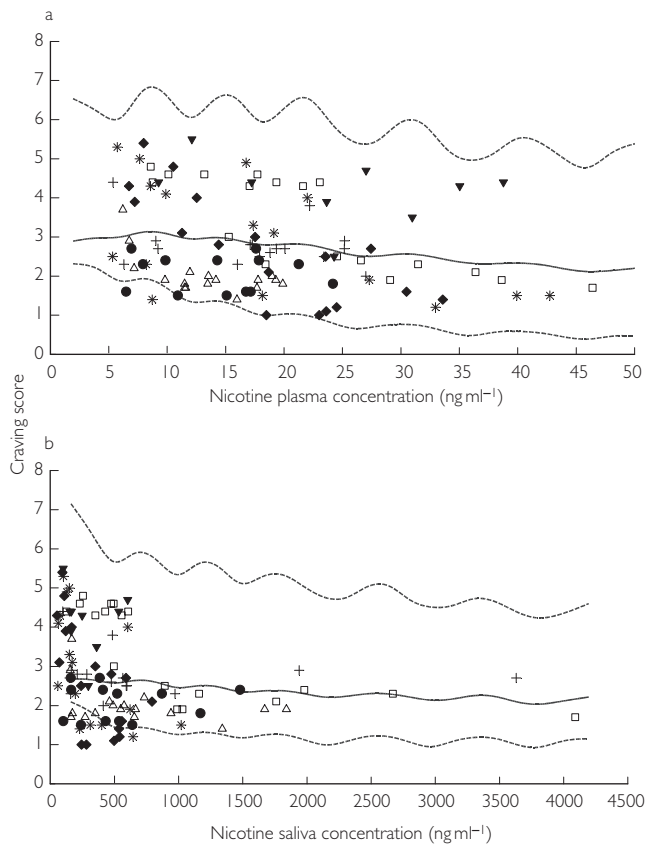 a
8
7
6
5
4
3
2
1
0
0 5 10 15 20 25 30 35 40 45 50
Nicotine plasma concentration (ng ml−1)
Craving score
b
8
7
6
5
4
3
2
1
0
0 500 1000 1500 2000 2500 3000 3500 4000 4500
Nicotine saliva concentration (ng ml−1)